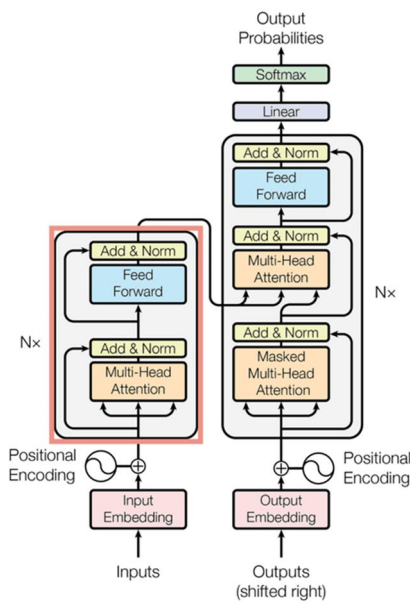 Output
Probabilities
Softmax
Linear
Add & Norm
Feed
Forward
Add & Norm
Multi-Head
Attention
Nx
Add & Norm
Masked
Multi-Head
Attention
Add & Norm
Feed
Forward
Nx
Add & Norm
Multi-Head
Attention
Positional
Encoding
Positional
Encoding
Input
Embedding
Output
Embedding
Inputs
Outputs
(shifted right)